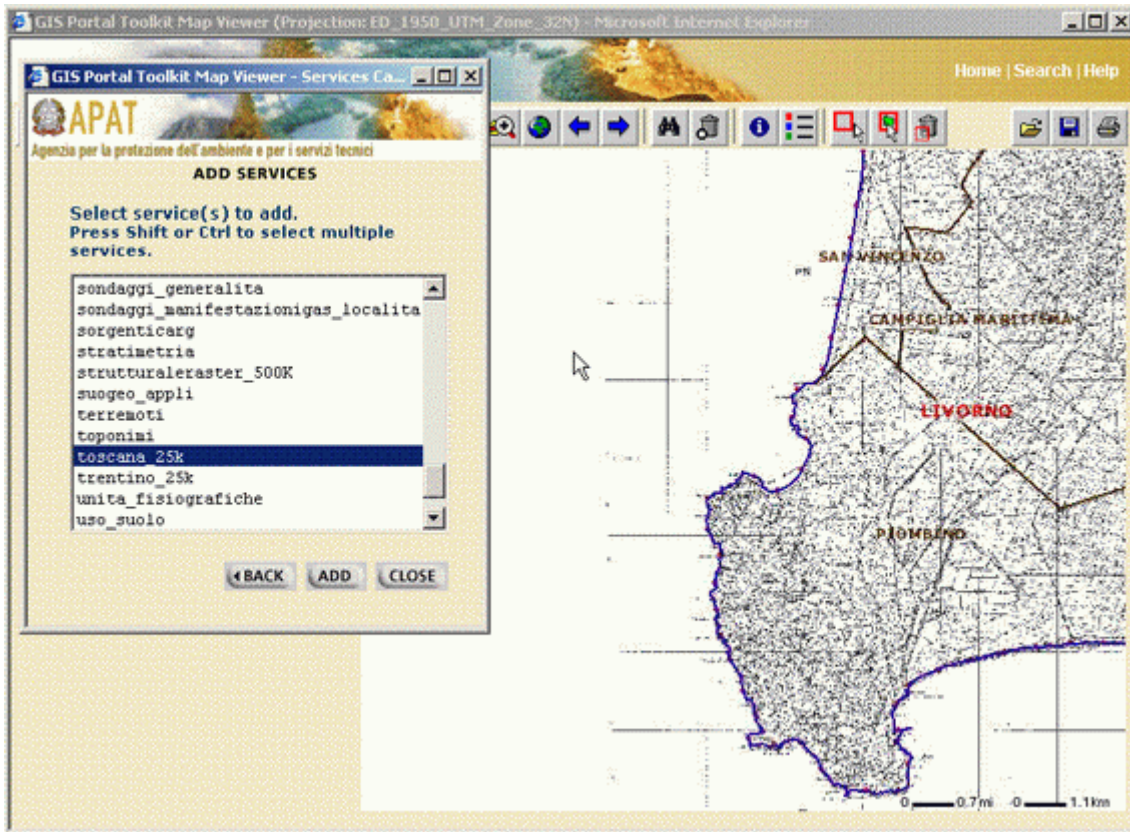 GIS Portal Toolkit Map Viewer (Projection: ED_1950_UTM_Zone_32N) - Microsoft Internet Explorer
Home | Search | Help
GIS Portal Toolkit Map Viewer - Services Ca...
APAT
Agenzia per la protezione dell'ambiente e per i servizi tecnici
ADD SERVICES
Select service(s) to add.
Press Shift or Ctrl to select multiple
services.
sondaggi_generalita
sondaggi_manifestazionigas_localita
sorgenticarg
stratimetria
strutturaleraster_500K
suogeo_appli
terremoti
toponimi
toscana_25k
trentino_25k
unita_fisiografiche
uso_suolo
BACK
ADD
CLOSE
SAN VINCENZO
CAMPIGLIA MARITTIMA
LIVORNO
PIOMBINO
0 0.7mi 0 1.1km